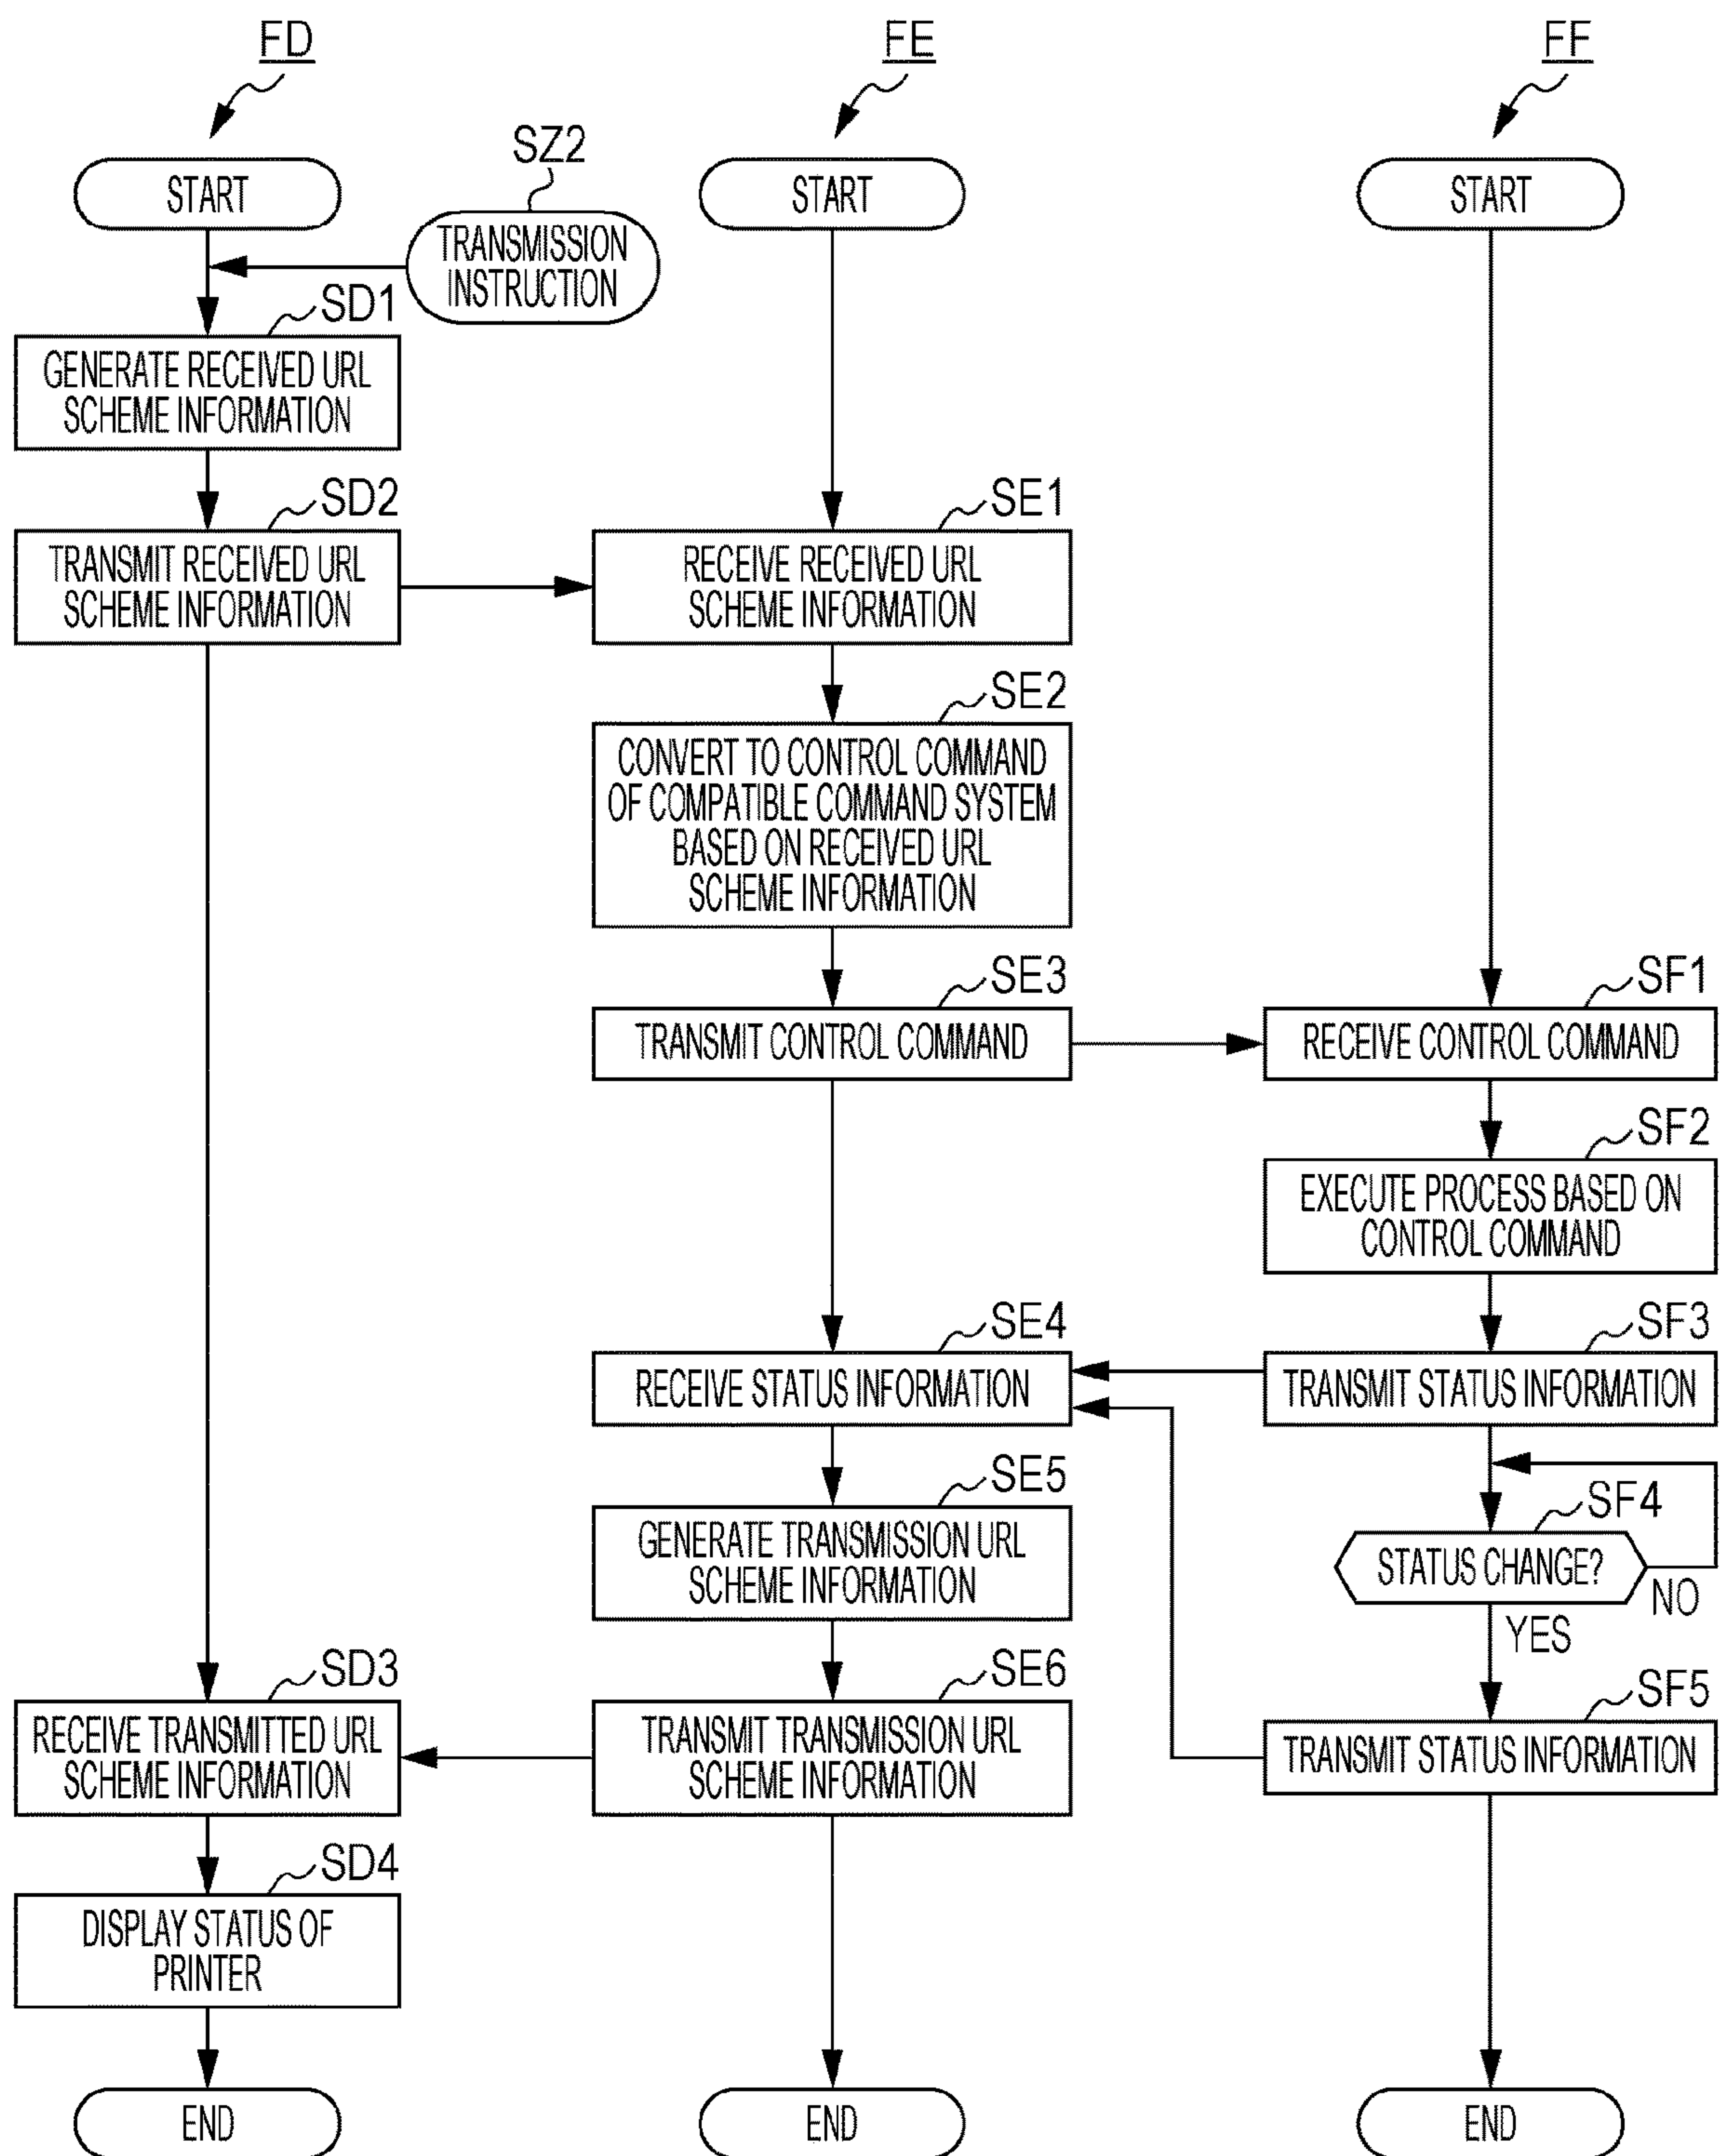 FD
FE
FF
START
SZ2
START
START
TRANSMISSION
INSTRUCTION
SD1
GENERATE RECEIVED URL
SCHEME INFORMATION
SD2
TRANSMIT RECEIVED URL
SCHEME INFORMATION
SE1
RECEIVE RECEIVED URL
SCHEME INFORMATION
SE2
CONVERT TO CONTROL COMMAND
OF COMPATIBLE COMMAND SYSTEM
BASED ON RECEIVED URL
SCHEME INFORMATION
SE3
TRANSMIT CONTROL COMMAND
SF1
RECEIVE CONTROL COMMAND
SF2
EXECUTE PROCESS BASED ON
CONTROL COMMAND
SE4
RECEIVE STATUS INFORMATION
SF3
TRANSMIT STATUS INFORMATION
SE5
GENERATE TRANSMISSION URL
SCHEME INFORMATION
SF4
STATUS CHANGE?
NO
YES
SD3
RECEIVE TRANSMITTED URL
SCHEME INFORMATION
SE6
TRANSMIT TRANSMISSION URL
SCHEME INFORMATION
SF5
TRANSMIT STATUS INFORMATION
SD4
DISPLAY STATUS OF
PRINTER
END
END
END